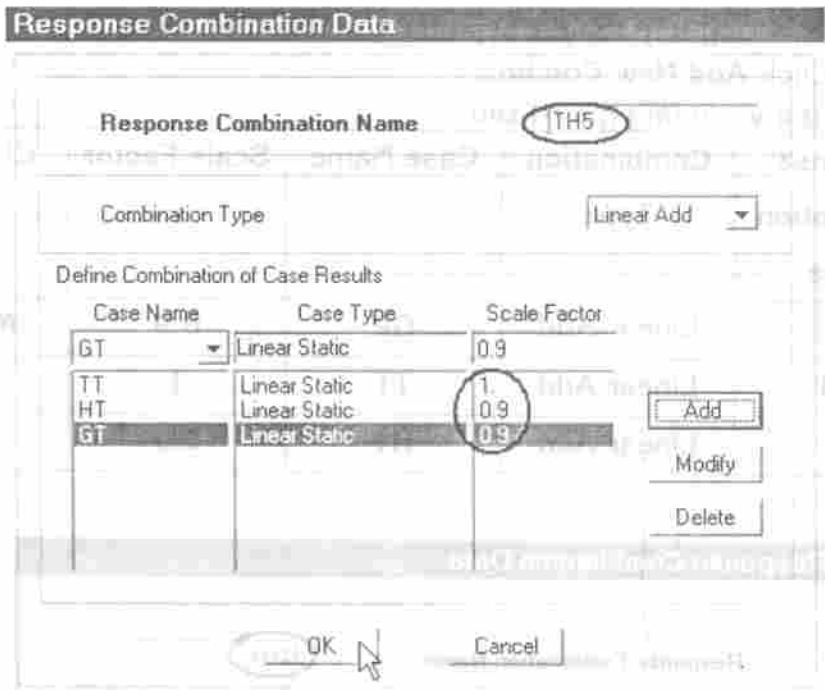 Response Combination Data
Response Combination Name TH5
Combination Type Linear Add
Define Combination of Case Results
Case Name Case Type Scale Factor
GT Linear Static 0.9
TT Linear Static 1.
HT Linear Static 0.9
GT Linear Static 0.9
Add
Modify
Delete
OK Cancel